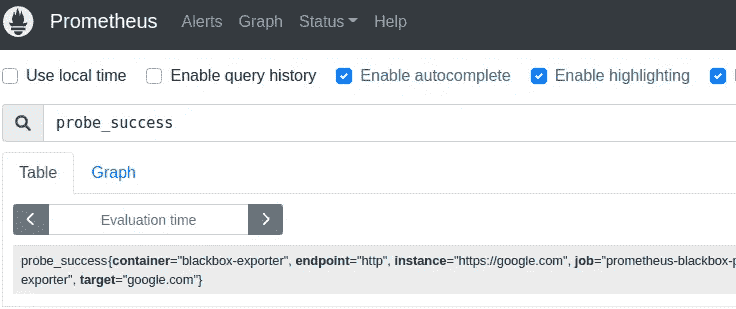 Prometheus Alerts Graph Status Help
Use local time Enable query history Enable autocomplete Enable highlighting
probe_success
Table Graph
Evaluation time
probe_success{container="blackbox-exporter", endpoint="http", instance="https://google.com", job="prometheus-blackbox-
exporter", target="google.com"}